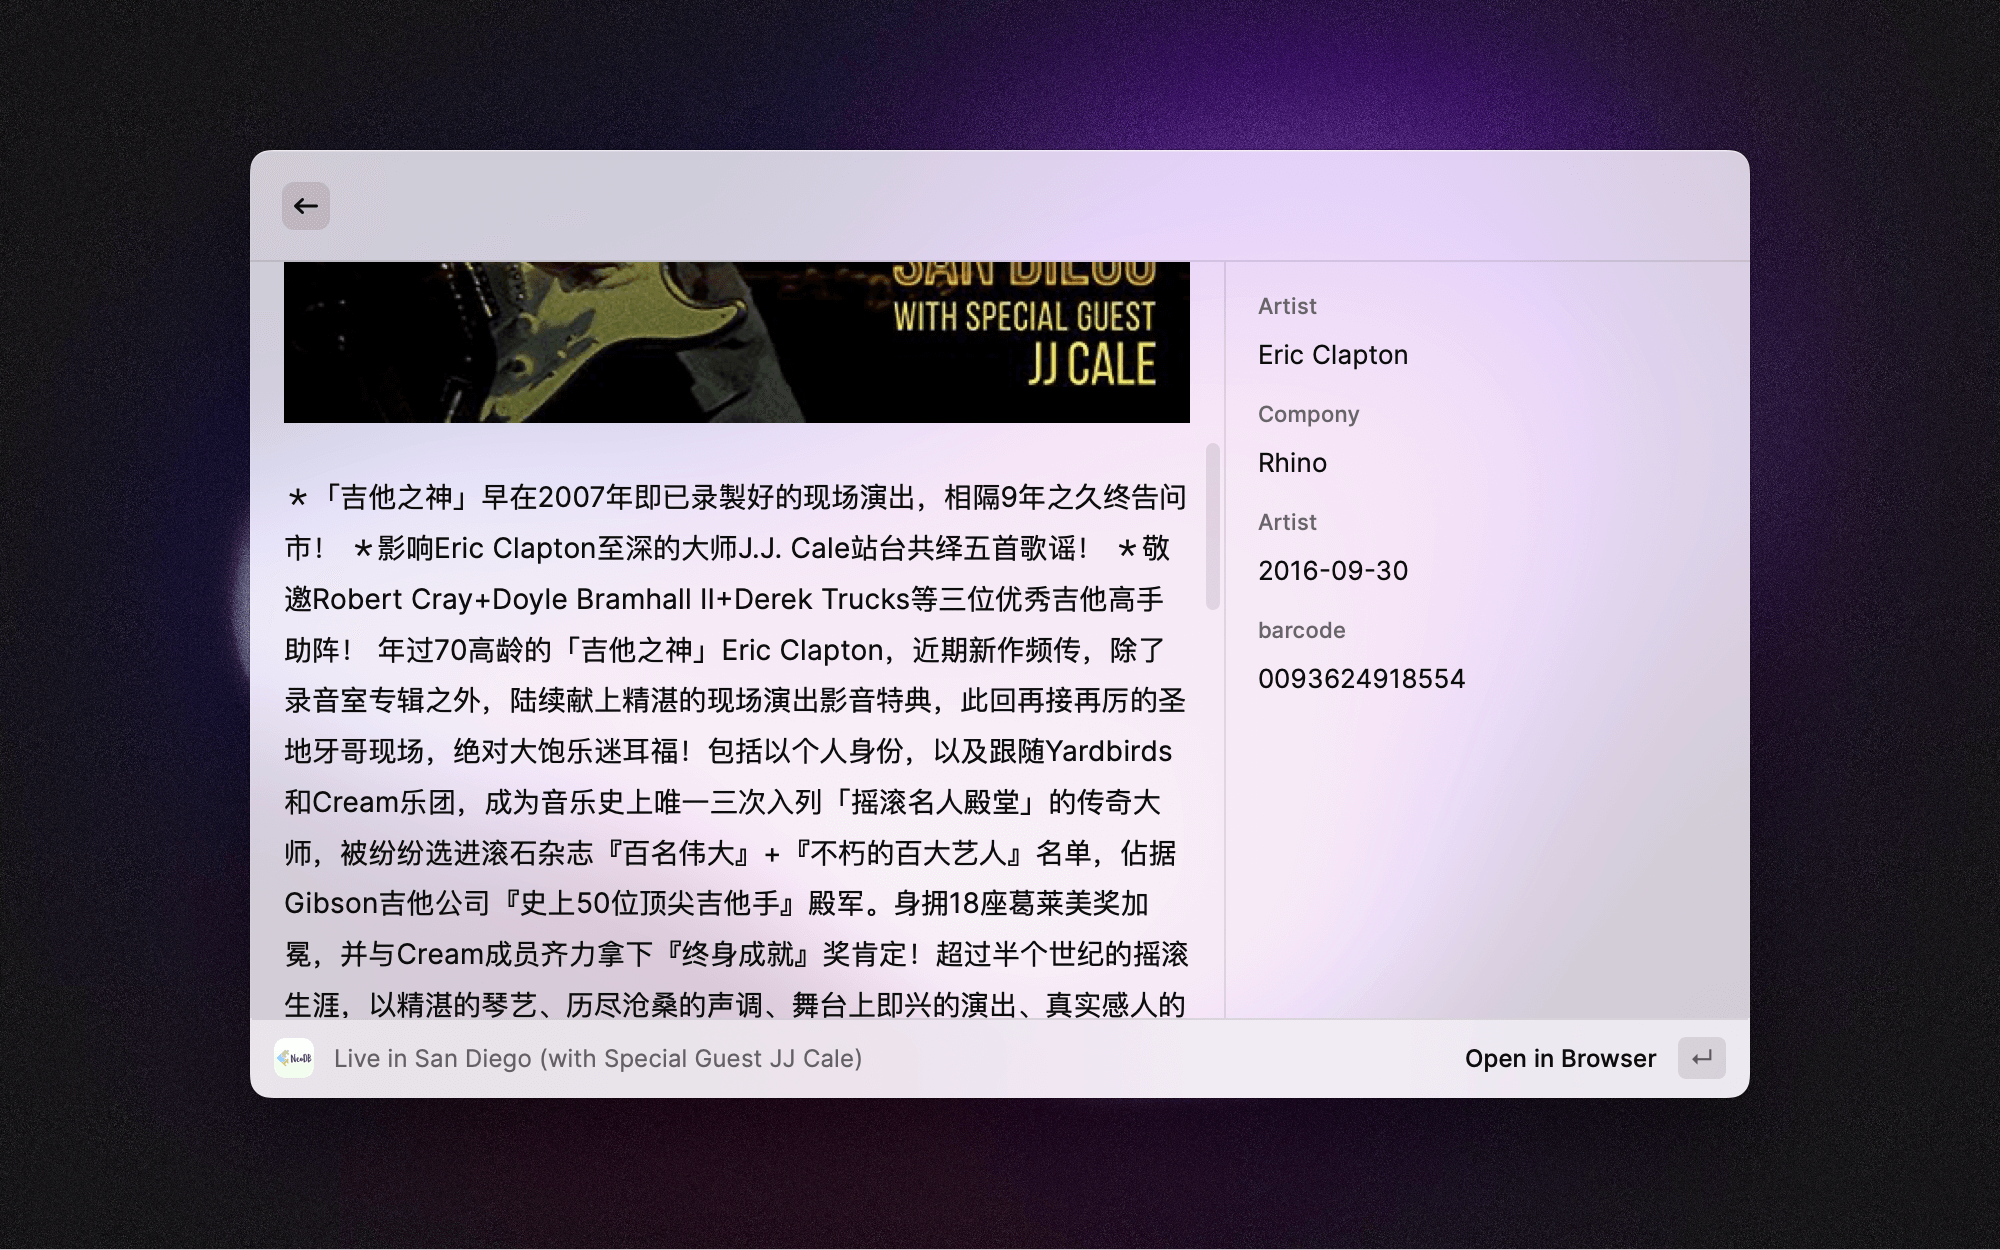 SAN DIEGO
WITH SPECIAL GUEST
JJ CALE
＊「吉他之神」早在2007年即已录製好的现场演出，相隔9年之久终告问
市！ ＊影响Eric Clapton至深的大师J.J. Cale站台共绎五首歌谣！ ＊敬
邀Robert Cray+Doyle Bramhall II+Derek Trucks等三位优秀吉他高手
助阵！ 年过70高龄的「吉他之神」Eric Clapton，近期新作频传，除了
录音室专辑之外，陆续献上精湛的现场演出影音特典，此回再接再厉的圣
地牙哥现场，绝对大饱乐迷耳福！包括以个人身份，以及跟随Yardbirds
和Cream乐团，成为音乐史上唯一三次入列「摇滚名人殿堂」的传奇大
师，被纷纷选进滚石杂志『百名伟大』+『不朽的百大艺人』名单，佔据
Gibson吉他公司『史上50位顶尖吉他手』殿军。身拥18座葛莱美奖加
冕，并与Cream成员齐力拿下『终身成就』奖肯定！超过半个世纪的摇滚
生涯，以精湛的琴艺、历尽沧桑的声调、舞台上即兴的演出、真实感人的
Artist
Eric Clapton
Compony
Rhino
Artist
2016-09-30
barcode
0093624918554
NeoDB
Live in San Diego (with Special Guest JJ Cale)
Open in Browser